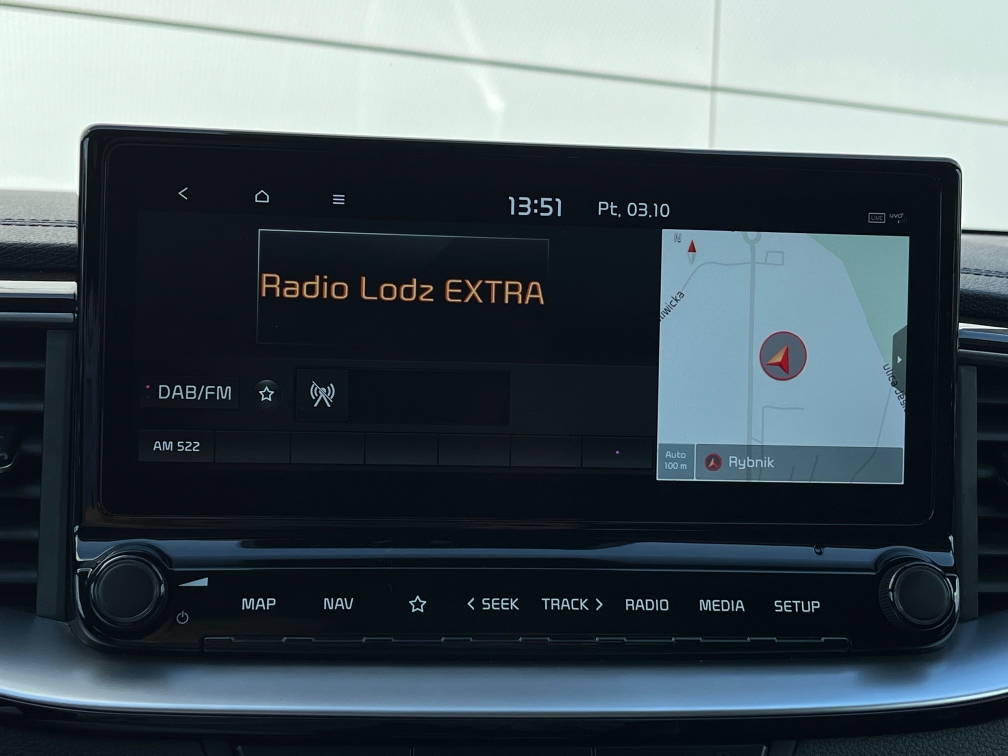 13:51
Pt, 03.10
LIVE
Radio Lodz EXTRA
N
DAB/FM
AM 522
Auto
100 m
Rybnik
MAP
NAV
< SEEK
TRACK >
RADIO
MEDIA
SETUP